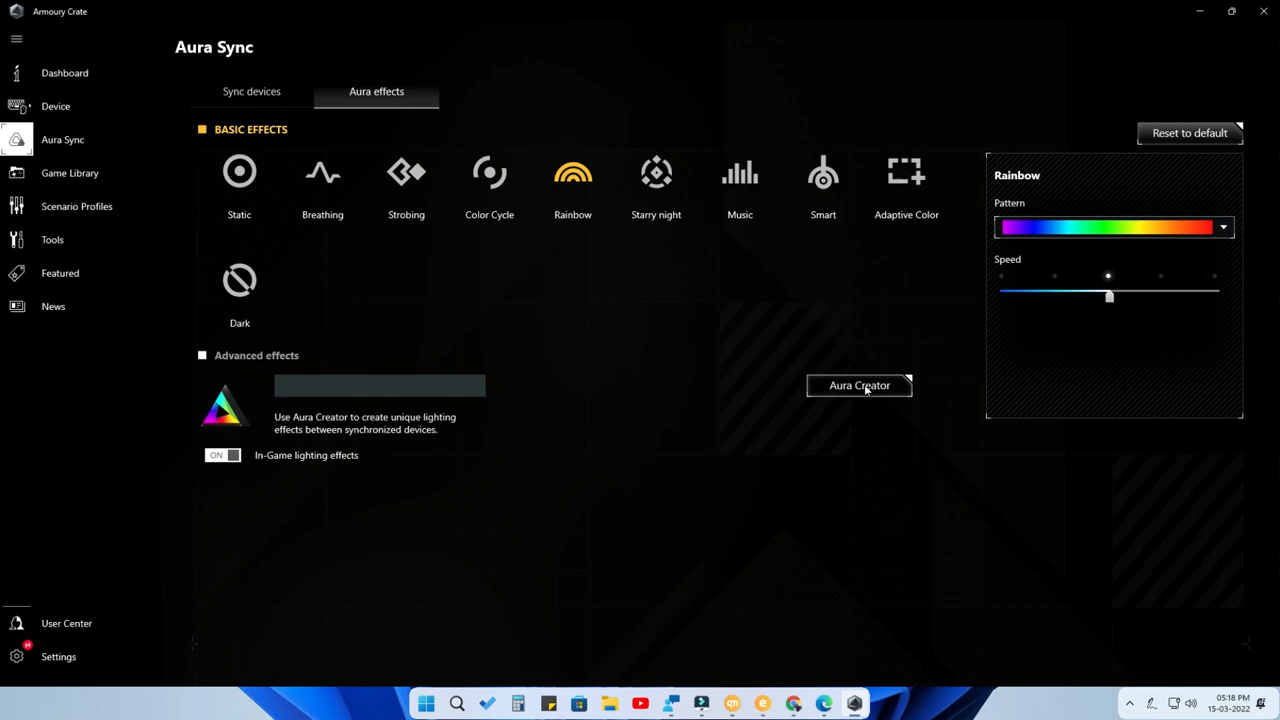 Armoury Crate
Aura Sync
Dashboard
Device
Aura Sync
Game Library
Scenario Profiles
Tools
Featured
News
User Center
N
Settings
Sync devices
Aura effects
BASIC EFFECTS
Static
Breathing
Strobing
Color Cycle
Rainbow
Starry night
Music
Smart
Adaptive Color
Dark
Advanced effects
Use Aura Creator to create unique lighting
effects between synchronized devices.
ON
In-Game lighting effects
Aura Creator
Reset to default
Rainbow
Pattern
Speed
05:18 PM
15-03-2022